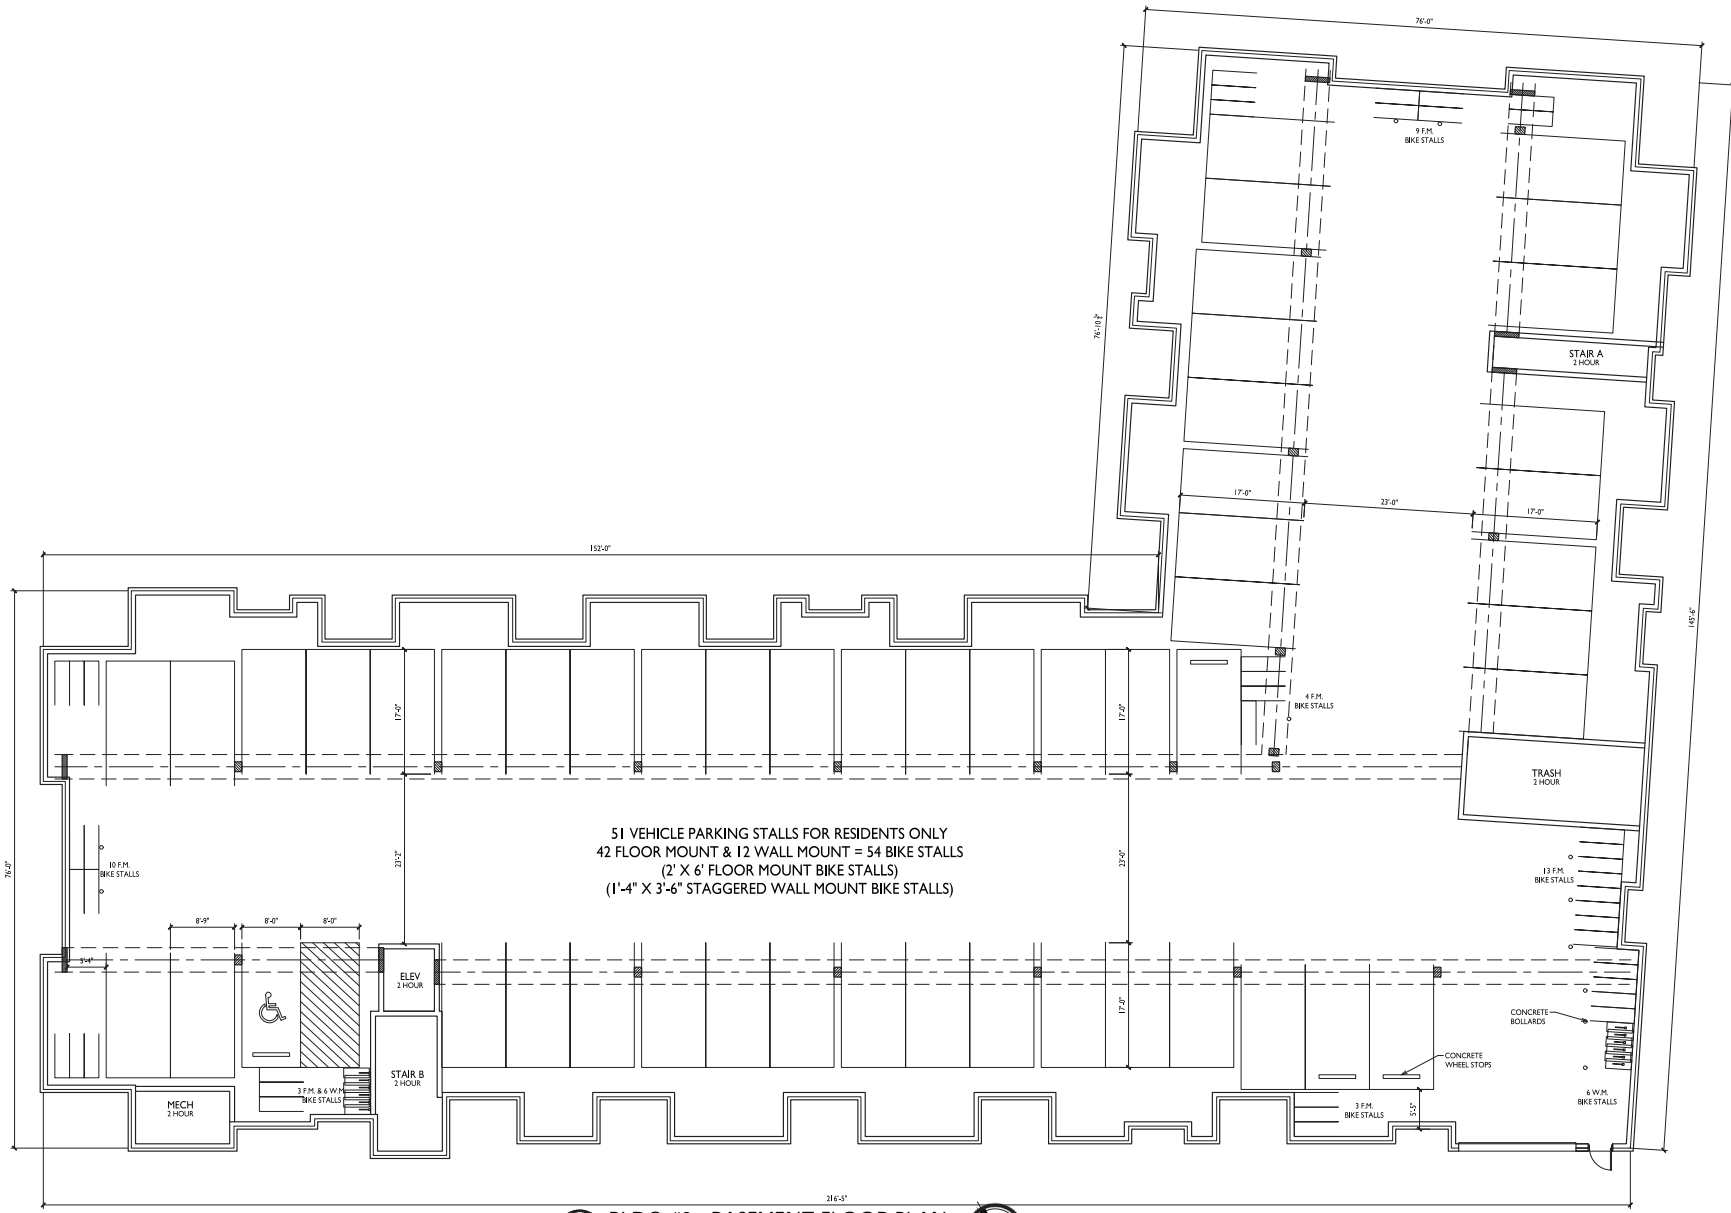 76'-0"
9 F.M.
BIKE STALLS
76'-10 3/4"
STAIR A
2 HOUR
17'-0"
23'-0"
17'-0"
152'-0"
145'-6"
4 F.M.
BIKE STALLS
17'-0"
17'-0"
TRASH
2 HOUR
51 VEHICLE PARKING STALLS FOR RESIDENTS ONLY
42 FLOOR MOUNT & 12 WALL MOUNT = 54 BIKE STALLS
(2' X 6' FLOOR MOUNT BIKE STALLS)
(1'-4" X 3'-6" STAGGERED WALL MOUNT BIKE STALLS)
76'-0"
10 F.M.
BIKE STALLS
23'-2"
23'-0"
13 F.M.
BIKE STALLS
8'-9"
8'-0"
8'-0"
5'-4"
ELEV
2 HOUR
17'-0"
CONCRETE
BOLLARDS
CONCRETE
WHEEL STOPS
STAIR B
2 HOUR
3 F.M. & 6 W.M.
BIKE STALLS
MECH
2 HOUR
3 F.M.
BIKE STALLS
5'-5"
6 W.M.
BIKE STALLS
216'-5"